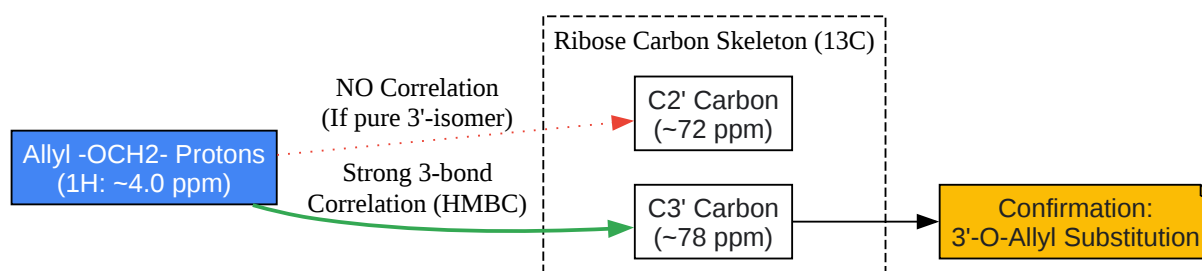 Ribose Carbon Skeleton (13C)
NO Correlation
(If pure 3'-isomer)
C2' Carbon
(~72 ppm)
Allyl -OCH2- Protons
(1H: ~4.0 ppm)
Strong 3-bond
Correlation (HMBC)
C3' Carbon
(~78 ppm)
Confirmation:
3'-O-Allyl Substitution